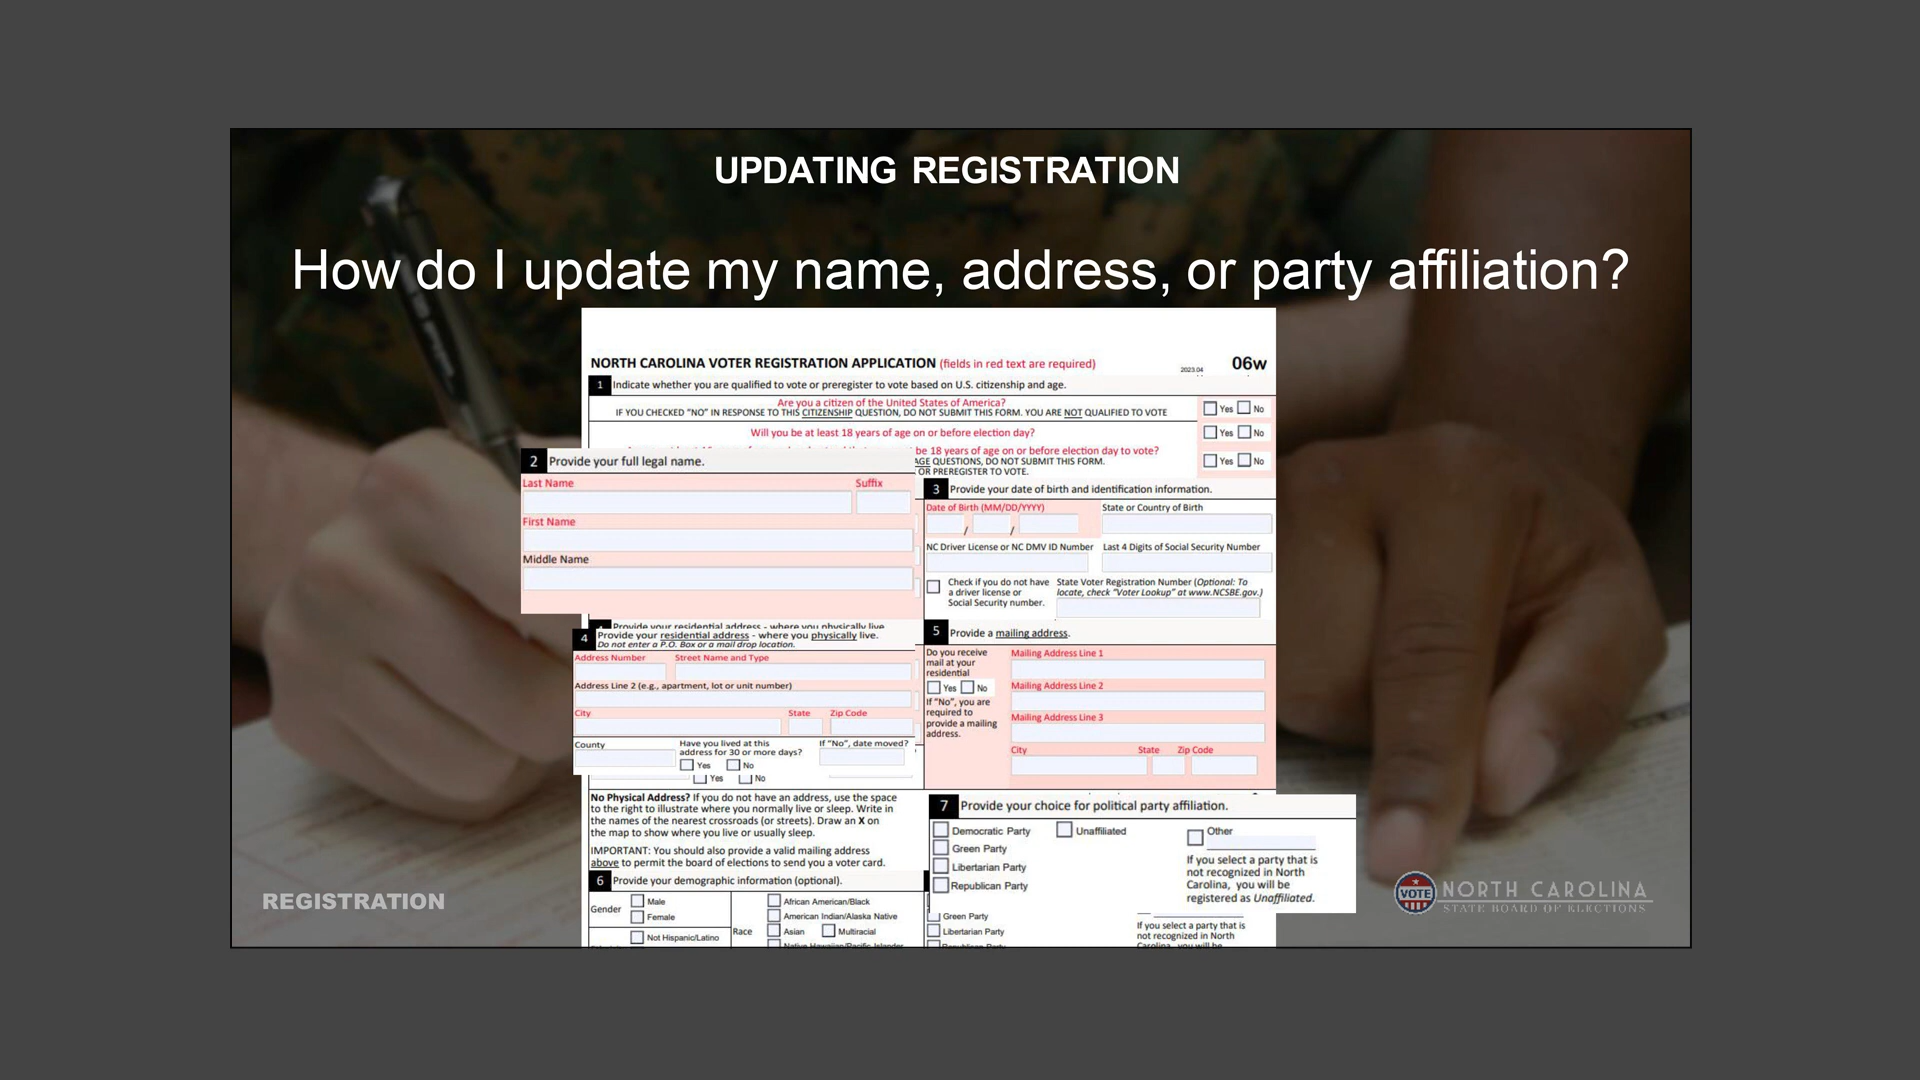 UPDATING REGISTRATION
How do I update my name, address, or party affiliation?
NORTH CAROLINA VOTER REGISTRATION APPLICATION (fields in red text are required)
2023.04
06w
1 Indicate whether you are qualified to vote or preregister to vote based on U.S. citizenship and age.
Are you a citizen of the United States of America?
IF YOU CHECKED “NO” IN RESPONSE TO THIS CITIZENSHIP QUESTION, DO NOT SUBMIT THIS FORM. YOU ARE NOT QUALIFIED TO VOTE
Yes No
Will you be at least 18 years of age on or before election day?
Yes No
be 18 years of age on or before election day to vote?
QUESTIONS, DO NOT SUBMIT THIS FORM.
OR PREREGISTER TO VOTE.
Yes No
2 Provide your full legal name.
Last Name
Suffix
First Name
Middle Name
3 Provide your date of birth and identification information.
Date of Birth (MM/DD/YYYY)
State or Country of Birth
/ /
NC Driver License or NC DMV ID Number
Last 4 Digits of Social Security Number
Check if you do not have
a driver license or
Social Security number.
State Voter Registration Number (Optional: To
locate, check “Voter Lookup” at www.NCSBE.gov.)
Provide your residential address - where you physically live
4 Provide your residential address - where you physically live.
Do not enter a P.O. Box or a mail drop location.
Address Number
Street Name and Type
Address Line 2 (e.g., apartment, lot or unit number)
City
State
Zip Code
County
Have you lived at this
address for 30 or more days?
Yes No
If “No”, date moved?
Yes No
5 Provide a mailing address.
Do you receive
mail at your
residential
Yes No
If “No”, you are
required to
provide a mailing
address.
Mailing Address Line 1
Mailing Address Line 2
Mailing Address Line 3
City
State
Zip Code
No Physical Address? If you do not have an address, use the space
to the right to illustrate where you normally live or sleep. Write in
the names of the nearest crossroads (or streets). Draw an X on
the map to show where you live or usually sleep.
IMPORTANT: You should also provide a valid mailing address
above to permit the board of elections to send you a voter card.
6 Provide your demographic information (optional).
Gender
Male
Female
Not Hispanic/Latino
Race
African American/Black
American Indian/Alaska Native
Asian
Multiracial
Native Hawaiian/Pacific Islander
7 Provide your choice for political party affiliation.
Democratic Party
Unaffiliated
Other
Green Party
Libertarian Party
Republican Party
If you select a party that is
not recognized in North
Carolina, you will be
registered as Unaffiliated.
Green Party
Libertarian Party
Republican Party
If you select a party that is
not recognized in North
Carolina, you will be
REGISTRATION
VOTE
NORTH CAROLINA
STATE BOARD OF ELECTIONS